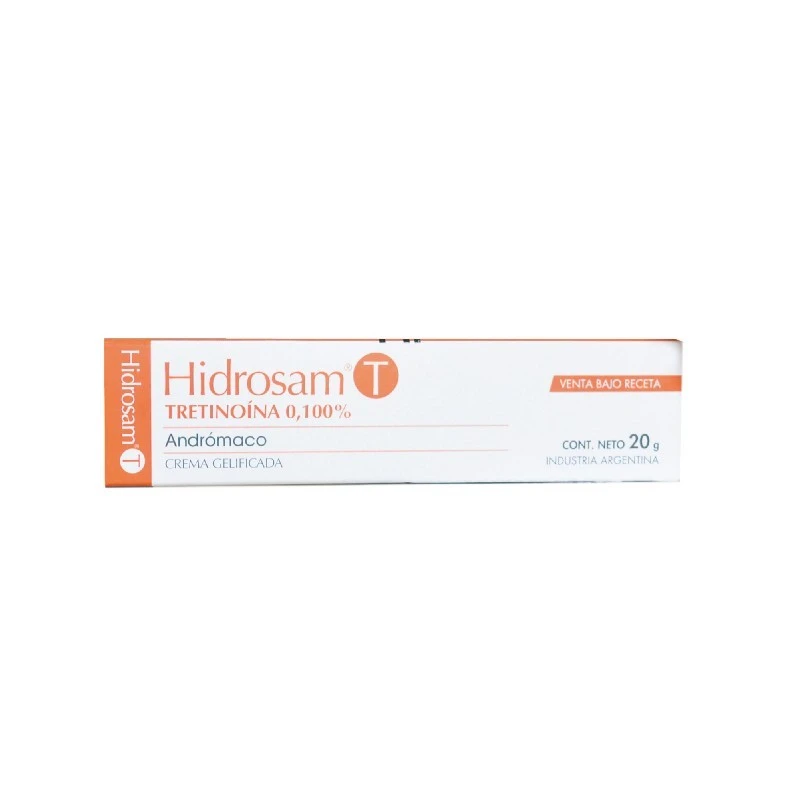 Hidrosam T
Hidrosam® T
TRETINOÍNA 0,100%
Andrómaco
CREMA GELIFICADA
VENTA BAJO RECETA
CONT. NETO 20 g
INDUSTRIA ARGENTINA